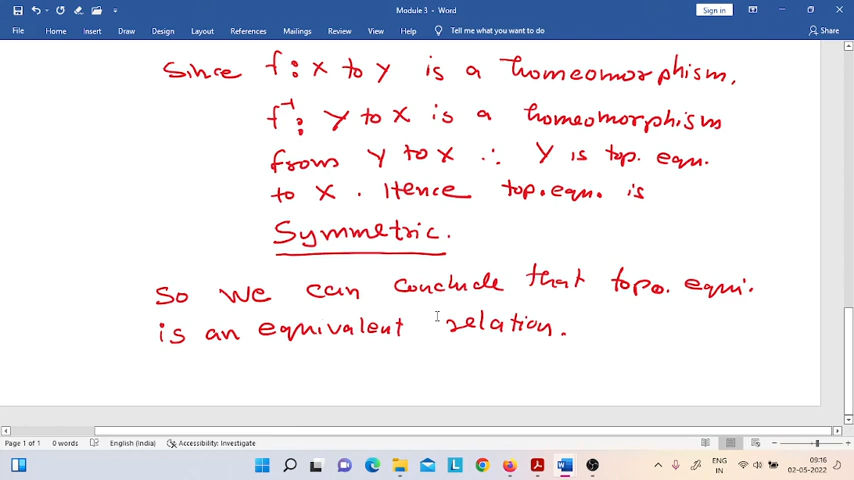 Module 3 -
Sign in
File Home Insert Draw Design Layout References Mailings Review View Help Tell me what you want to do Share
Since f: X to Y is a homeomorphism.
f⁻¹: Y to X is a homeomorphism
from Y to X ∴ Y is top. equ.
to X. Hence top. equ. is
Symmetric.
So we can conclude that topo. equi.
is an equivalent relation.
Page 1 of 1 0 words English (India) Accessibility: Investigate
ENG
IN
09:16
02-05-2022